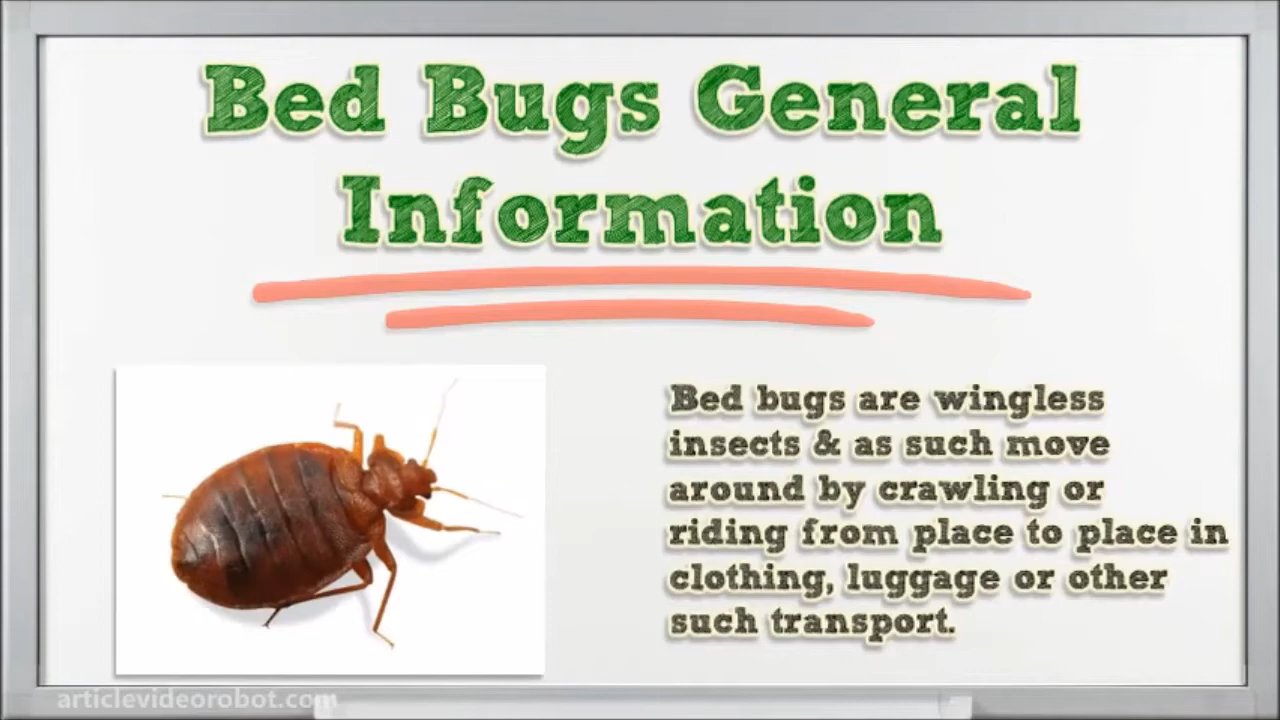 Bed Bugs General
Information
Bed bugs are wingless
insects & as such move
around by crawling or
riding from place to place in
clothing, luggage or other
such transport.
articlevideorobot.com